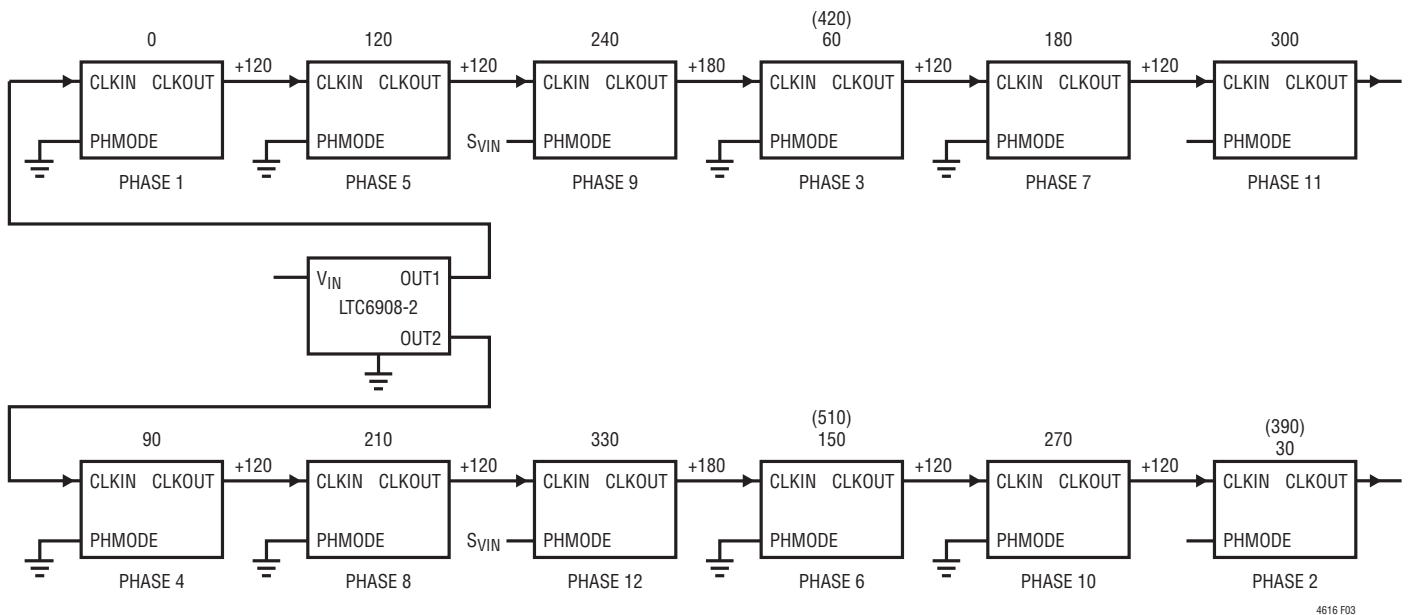 0 120 240 (420) 60 180 300
+120 +120 +180 +120 +120
CLKIN CLKOUT CLKIN CLKOUT CLKIN CLKOUT CLKIN CLKOUT CLKIN CLKOUT CLKIN CLKOUT
PHMODE PHMODE SVIN PHMODE PHMODE PHMODE PHMODE
PHASE 1 PHASE 5 PHASE 9 PHASE 3 PHASE 7 PHASE 11
VIN OUT1
LTC6908-2
OUT2
90 210 330 (510) 150 270 (390) 30
+120 +120 +180 +120 +120
CLKIN CLKOUT CLKIN CLKOUT CLKIN CLKOUT CLKIN CLKOUT CLKIN CLKOUT CLKIN CLKOUT
PHMODE PHMODE SVIN PHMODE PHMODE PHMODE PHMODE
PHASE 4 PHASE 8 PHASE 12 PHASE 6 PHASE 10 PHASE 2
4616 F03